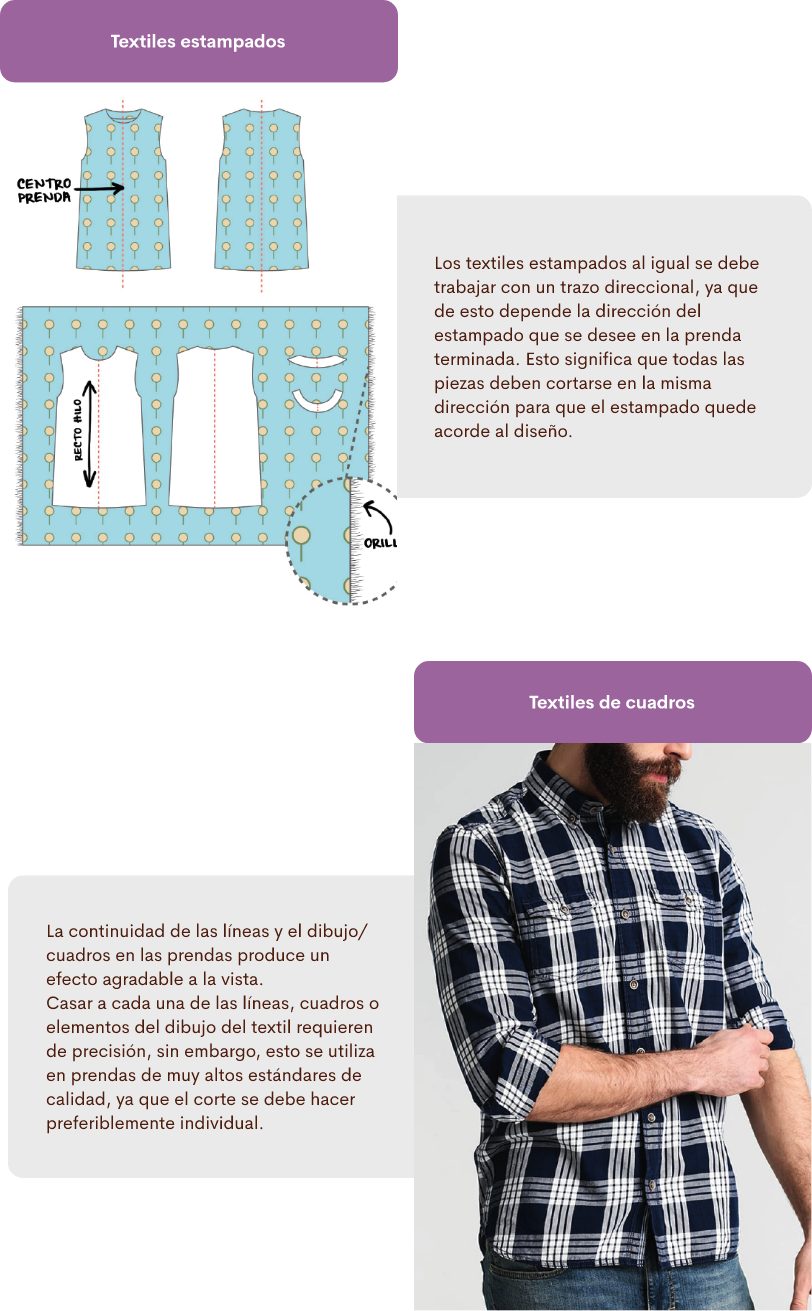 Textiles estampados
CENTRO
PRENDA
Los textiles estampados al igual se debe
trabajar con un trazo direccional, ya que
de esto depende la dirección del
estampado que se desee en la prenda
terminada. Esto significa que todas las
piezas deben cortarse en la misma
dirección para que el estampado quede
acorde al diseño.
RECTO HILO
ORILL
Textiles de cuadros
La continuidad de las líneas y el dibujo/
cuadros en las prendas produce un
efecto agradable a la vista.
Casar a cada una de las líneas, cuadros o
elementos del dibujo del textil requieren
de precisión, sin embargo, esto se utiliza
en prendas de muy altos estándares de
calidad, ya que el corte se debe hacer
preferiblemente individual.